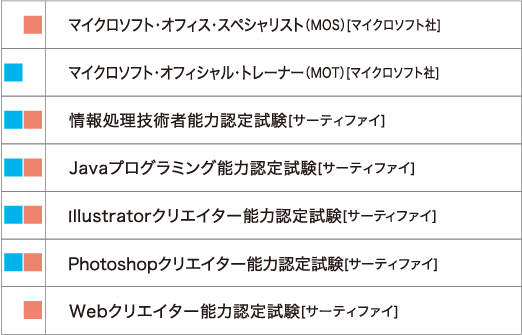 マイクロソフト・オフィス・スペシャリスト(MOS)[マイクロソフト社]
マイクロソフト・オフィシャル・トレーナー(MOT)[マイクロソフト社]
情報処理技術者能力認定試験[サーティファイ]
Javaプログラミング能力認定試験[サーティファイ]
Illustratorクリエイター能力認定試験[サーティファイ]
Photoshopクリエイター能力認定試験[サーティファイ]
Webクリエイター能力認定試験[サーティファイ]